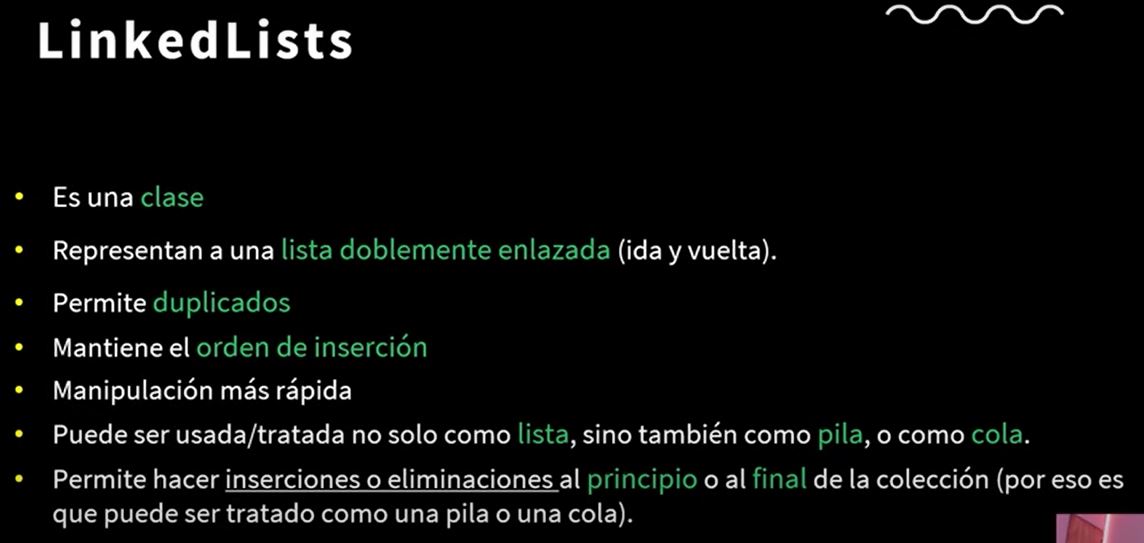 LinkedLists
• Es una clase
• Representan a una lista doblemente enlazada (ida y vuelta).
• Permite duplicados
• Mantiene el orden de inserción
• Manipulación más rápida
• Puede ser usada/tratada no solo como lista, sino también como pila, o como cola.
• Permite hacer inserciones o eliminaciones al principio o al final de la colección (por eso es
que puede ser tratado como una pila o una cola).